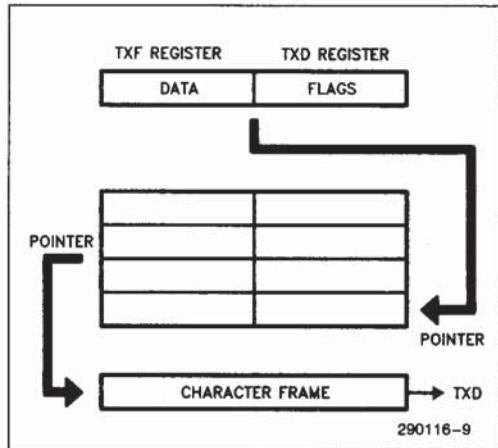 TXF REGISTER TXD REGISTER
DATA FLAGS
POINTER
POINTER
CHARACTER FRAME TXD
290116-9